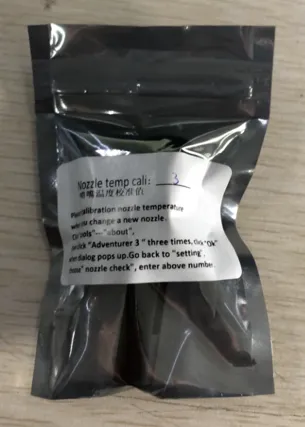 Nozzle temp cali: 3
喷嘴温度校准值
calibration nozzle temperature
when you change a new nozzle.
"tools"—"about",
click "Adventurer 3 " three times, click "Ok"
when dialog pops up.Go back to "setting",
" nozzle check", enter above number.